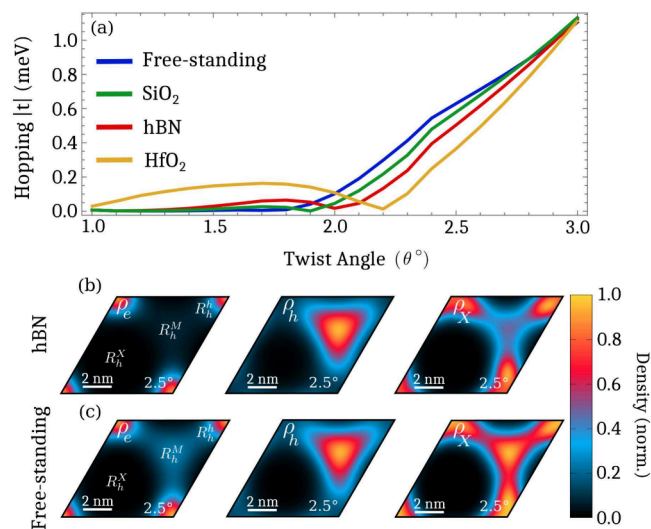 (a)
Hopping |t| (meV)
1.0
0.8
0.6
0.4
0.2
0.0
Free-standing
SiO₂
hBN
HfO₂
1.0 1.5 2.0 2.5 3.0
Twist Angle (θ°)
(b)
hBN
ρₑ
R_h^h
R_h^M
R_h^X
2 nm
2.5°
ρ_h
2 nm
2.5°
ρ_X
2 nm
2.5°
(c)
Free-standing
ρₑ
R_h^h
R_h^M
R_h^X
2 nm
2.5°
ρ_h
2 nm
2.5°
ρ_X
2 nm
2.5°
1.0
0.8
0.6
0.4
0.2
0.0
Density (norm.)